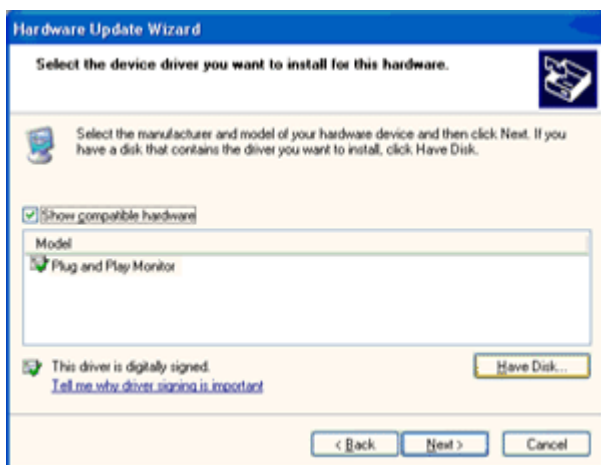 Hardware Update Wizard
Select the device driver you want to install for this hardware.
Select the manufacturer and model of your hardware device and then click Next. If you
have a disk that contains the driver you want to install, click Have Disk.
Show compatible hardware
Model
Plug and Play Monitor
This driver is digitally signed.
Have Disk...
Tell me why driver signing is important
< Back
Next >
Cancel